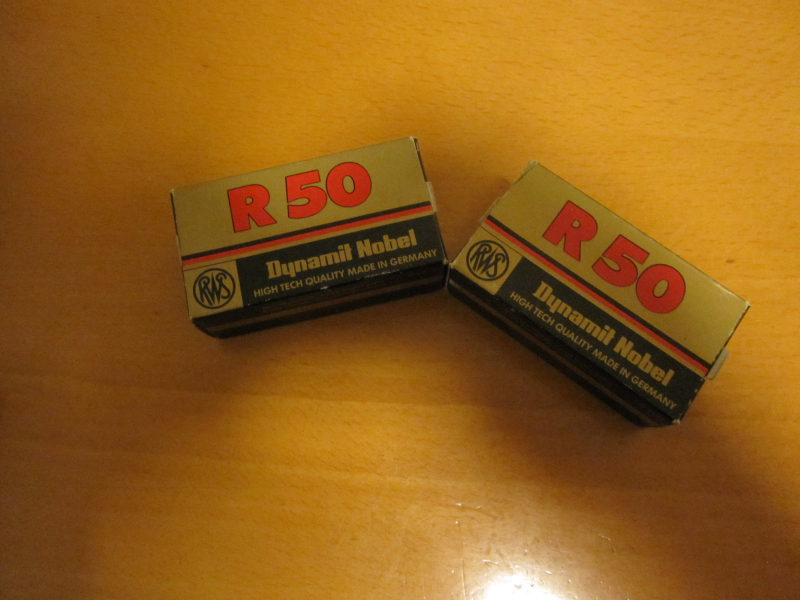 R 50
Dynamit Nobel
RWS
HIGH TECH QUALITY MADE IN GERMANY
R 50
Dynamit Nobel
RWS
HIGH TECH QUALITY MADE IN GERMANY